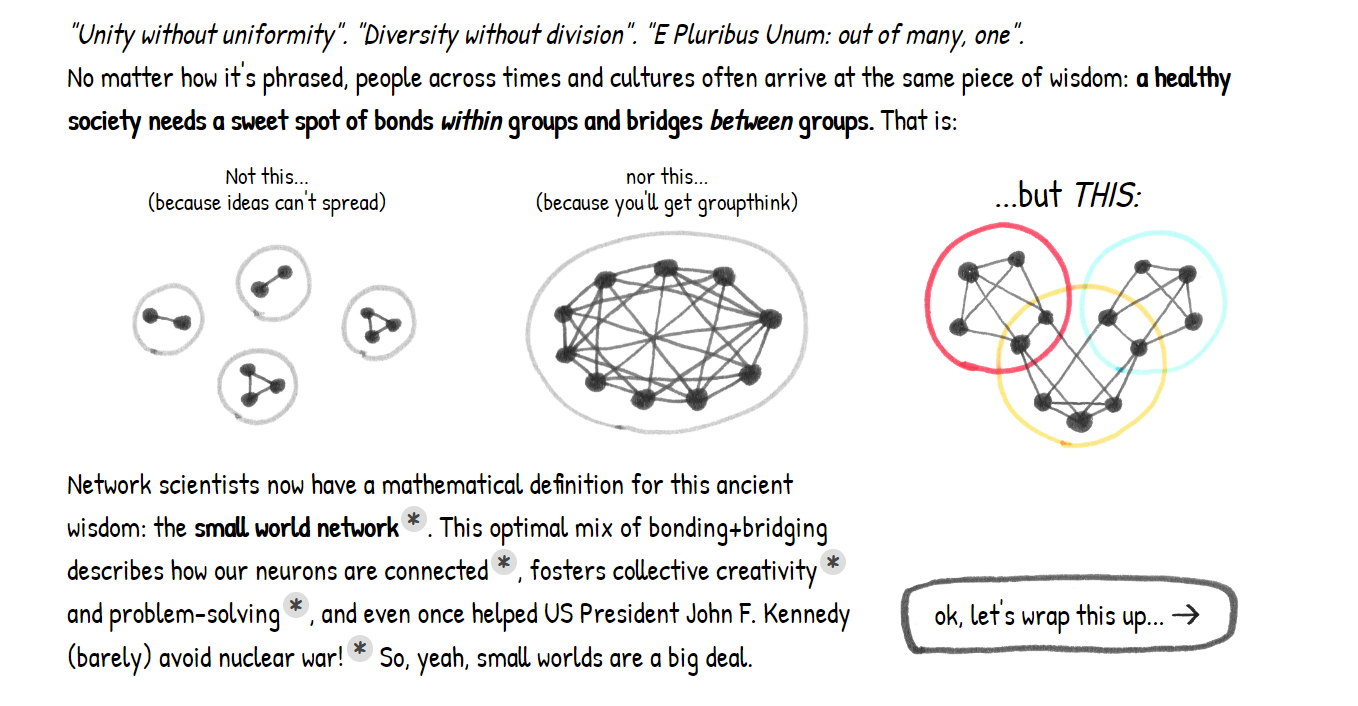 "Unity without uniformity". "Diversity without division". "E Pluribus Unum: out of many, one".
No matter how it's phrased, people across times and cultures often arrive at the same piece of wisdom: a healthy
society needs a sweet spot of bonds within groups and bridges between groups. That is:
Not this...
(because ideas can't spread)
nor this...
(because you'll get groupthink)
...but THIS:
Network scientists now have a mathematical definition for this ancient
wisdom: the small world network * . This optimal mix of bonding+bridging
describes how our neurons are connected * , fosters collective creativity *
and problem-solving * , and even once helped US President John F. Kennedy
(barely) avoid nuclear war! * So, yeah, small worlds are a big deal.
ok, let's wrap this up... →